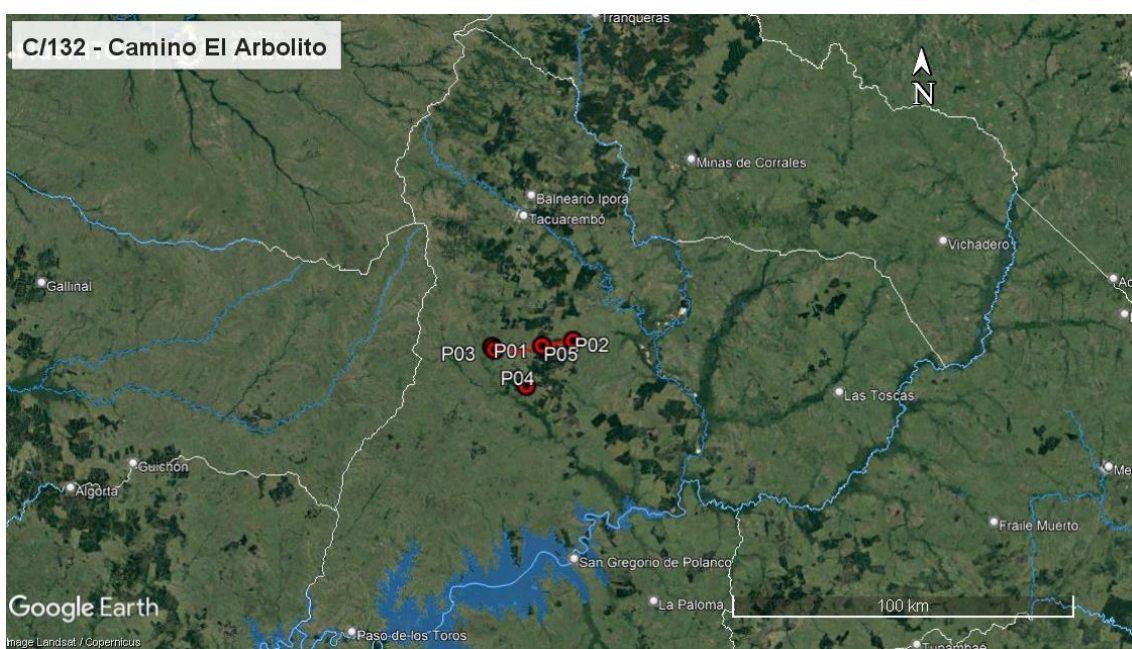 Tranqueras
C/132 - Camino El Arbolito
N
Minas de Corrales
Balneario Iporá
Tacuarembó
Vichadero
Gallinal
P03
P01
P05
P02
P04
Las Toscas
Guichón
Algorta
Fraile Muerto
San Gregorio de Polanco
La Paloma
100 km
Google Earth
Image Landsat / Copernicus
Paso de los Toros
Tupambaé